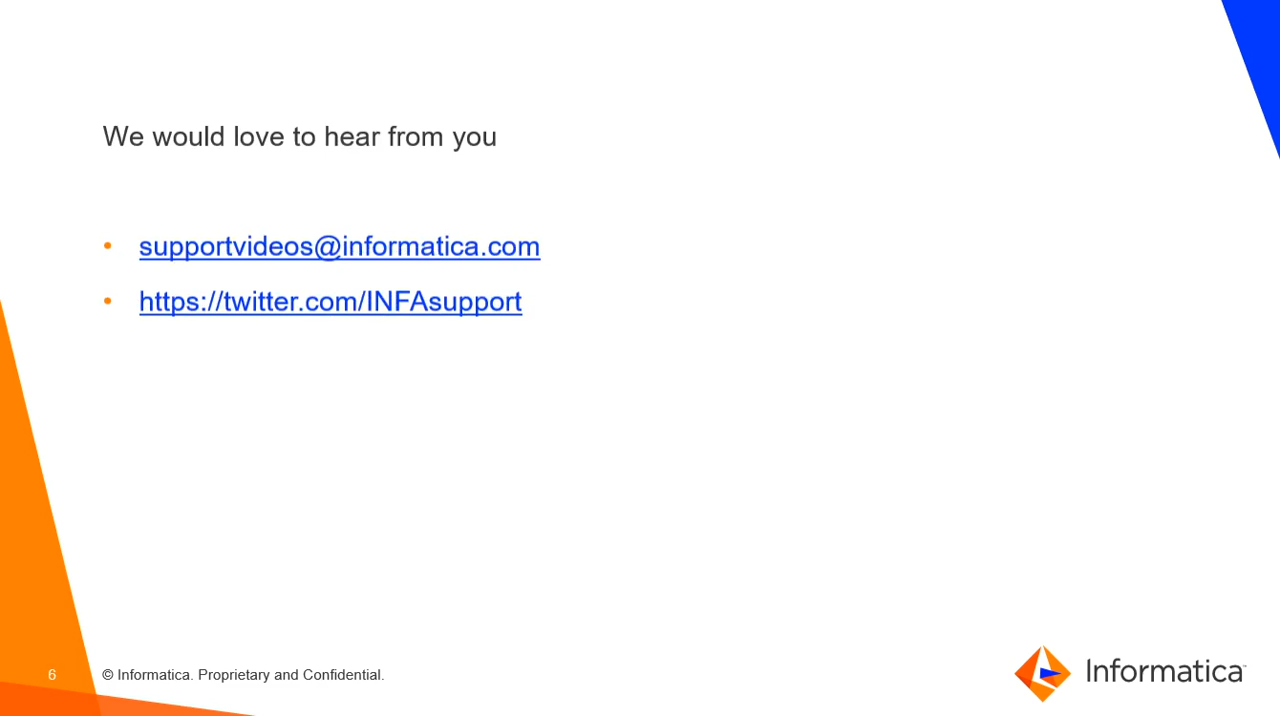 We would love to hear from you
• supportvideos@informatica.com
• https://twitter.com/INFAsupport
6 © Informatica. Proprietary and Confidential.
Informatica™